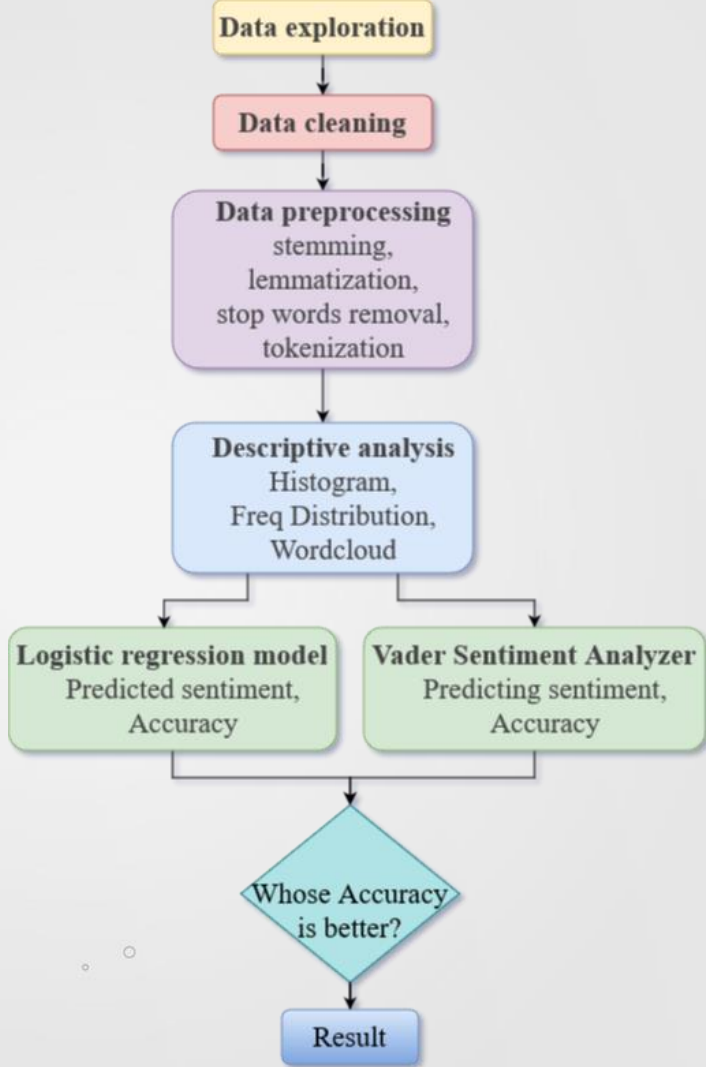 Data exploration
Data cleaning
Data preprocessing
stemming,
lemmatization,
stop words removal,
tokenization
Descriptive analysis
Histogram,
Freq Distribution,
Wordcloud
Logistic regression model
Predicted sentiment,
Accuracy
Vader Sentiment Analyzer
Predicting sentiment,
Accuracy
Whose Accuracy
is better?
Result